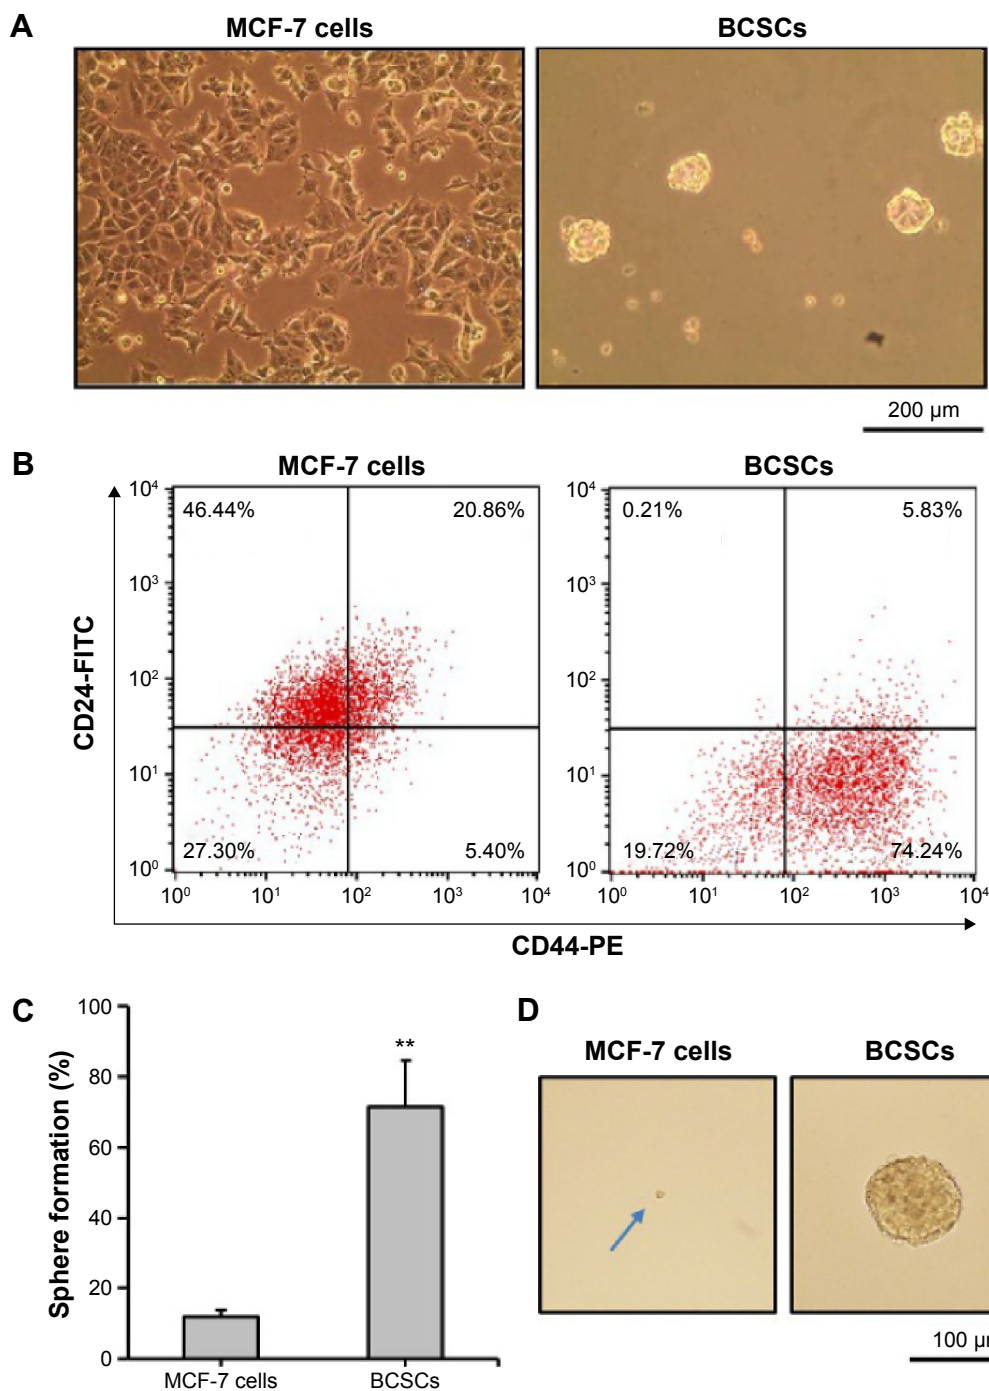 A
MCF-7 cells
BCSCs
200 µm
B
MCF-7 cells
BCSCs
CD24-FITC
10⁴
10³
10²
10¹
10⁰
46.44%
20.86%
27.30%
5.40%
10⁰ 10¹ 10² 10³ 10⁴
10⁴
10³
10²
10¹
10⁰
0.21%
5.83%
19.72%
74.24%
10⁰ 10¹ 10² 10³ 10⁴
CD44-PE
C
Sphere formation (%)
100
80
60
40
20
0
**
MCF-7 cells
BCSCs
D
MCF-7 cells
BCSCs
100 µm